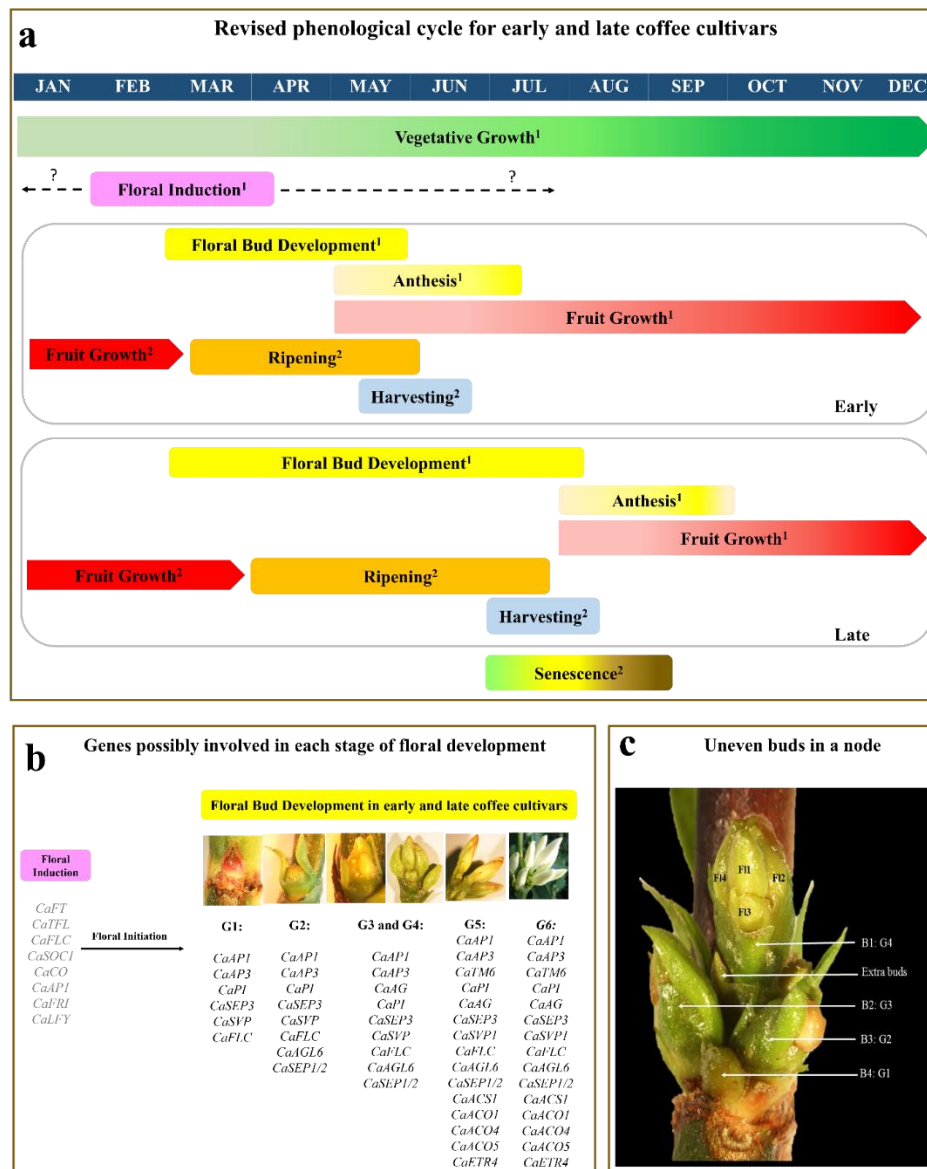 a
Revised phenological cycle for early and late coffee cultivars
JAN FEB MAR APR MAY JUN JUL AUG SEP OCT NOV DEC
Vegetative Growth¹
? ?
Floral Induction¹
Floral Bud Development¹
Anthesis¹
Fruit Growth¹
Fruit Growth² Ripening²
Harvesting²
Early
Floral Bud Development¹
Anthesis¹
Fruit Growth¹
Fruit Growth² Ripening²
Harvesting²
Late
Senescence²
b
Genes possibly involved in each stage of floral development
Floral Bud Development in early and late coffee cultivars
Floral
Induction
CaFT
CaTFL
CaFLC
CaSOC1
CaCO
CaAP1
CaFRI
CaLFY
Floral Initiation
G1:
CaAP1
CaAP3
CaPI
CaSEP3
CaSVP
CaFLC
G2:
CaAP1
CaAP3
CaPI
CaSEP3
CaSVP
CaFLC
CaAGL6
CaSEP1/2
G3 and G4:
CaAP1
CaAP3
CaAG
CaPI
CaSEP3
CaSVP
CaFLC
CaAGL6
CaSEP1/2
G5:
CaAP1
CaAP3
CaTM6
CaPI
CaAG
CaSEP3
CaSVP1
CaFLC
CaAGL6
CaSEP1/2
CaACS1
CaACO1
CaACO4
CaACO5
CaETR4
G6:
CaAP1
CaAP3
CaTM6
CaPI
CaAG
CaSEP3
CaSVP1
CaFLC
CaAGL6
CaSEP1/2
CaACS1
CaACO1
CaACO4
CaACO5
CaETR4
c
Uneven buds in a node
Fl4 Fl1 Fl2
Fl3
B1: G4
Extra buds
B2: G3
B3: G2
B4: G1